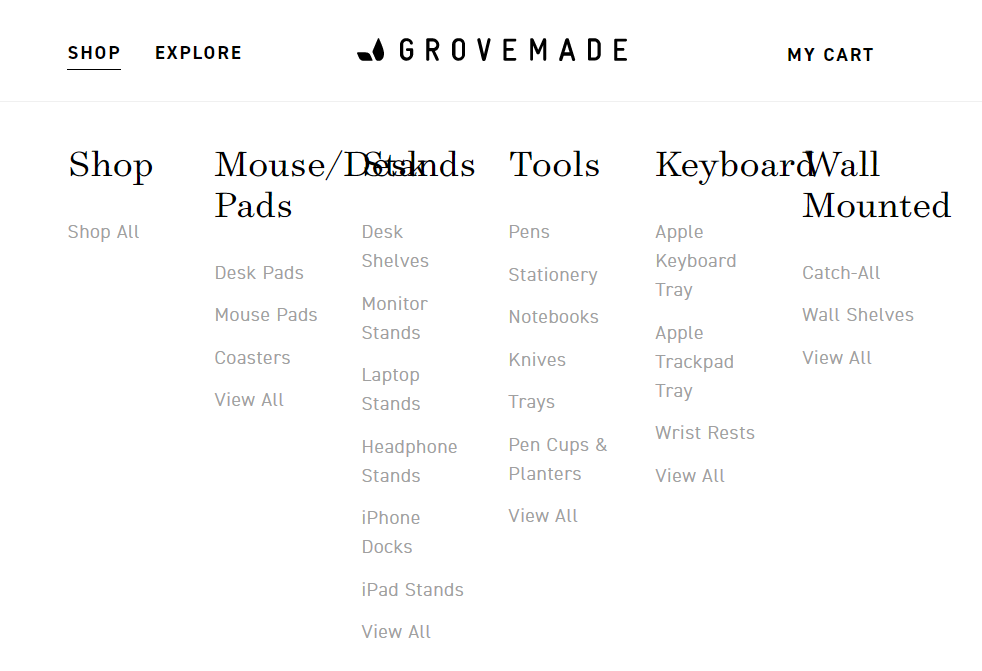 SHOP
EXPLORE
GROVEMADE
MY CART
Shop
Shop All
Mouse/Desk
Pads
Desk Pads
Mouse Pads
Coasters
View All
Stands
Desk
Shelves
Monitor
Stands
Laptop
Stands
Headphone
Stands
iPhone
Docks
iPad Stands
View All
Tools
Pens
Stationery
Notebooks
Knives
Trays
Pen Cups &
Planters
View All
Keyboard
Apple
Keyboard
Tray
Apple
Trackpad
Tray
Wrist Rests
View All
Wall
Mounted
Catch-All
Wall Shelves
View All